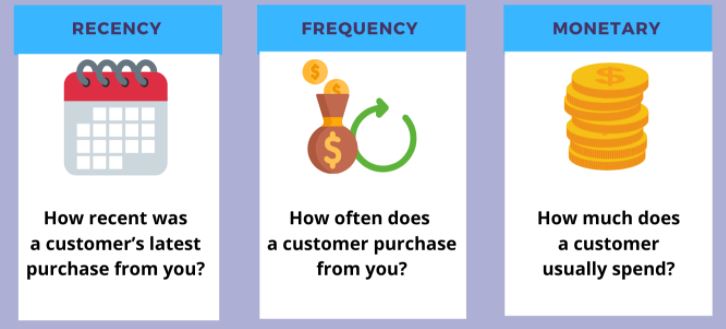 RECENCY
How recent was
a customer’s latest
purchase from you?
FREQUENCY
$
$
$
How often does
a customer purchase
from you?
MONETARY
$
How much does
a customer
usually spend?